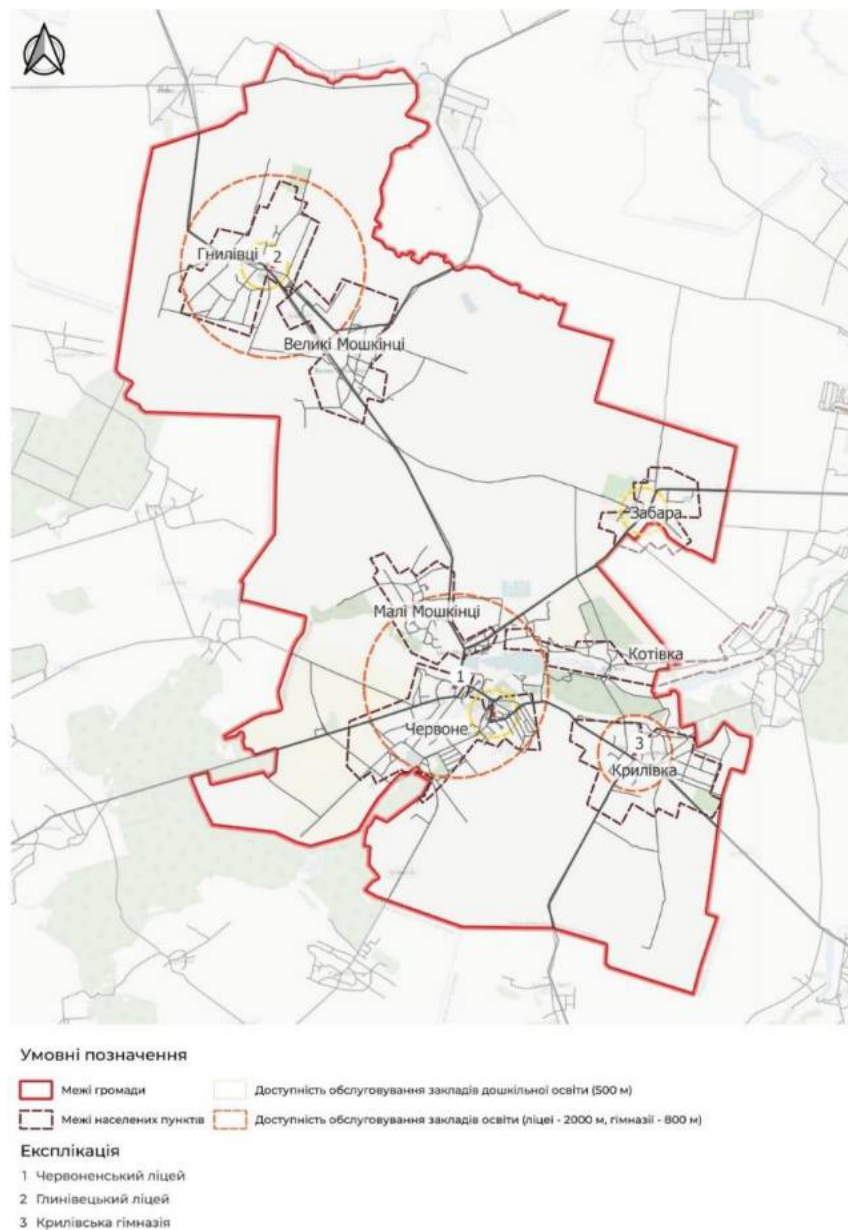 Гнилівці
2
Великі Мошкінці
Забара
Малі Мошкінці
Котівка
1
Червоне
3
Крилівка
Умовні позначення
Межі громади
Доступність обслуговування закладів дошкільної освіти (500 м)
Межі населених пунктів
Доступність обслуговування закладів освіти (ліцеї - 2000 м, гімназії - 800 м)
Експлікація
1 Червоненський ліцей
2 Глинівецький ліцей
3 Крилівська гімназія